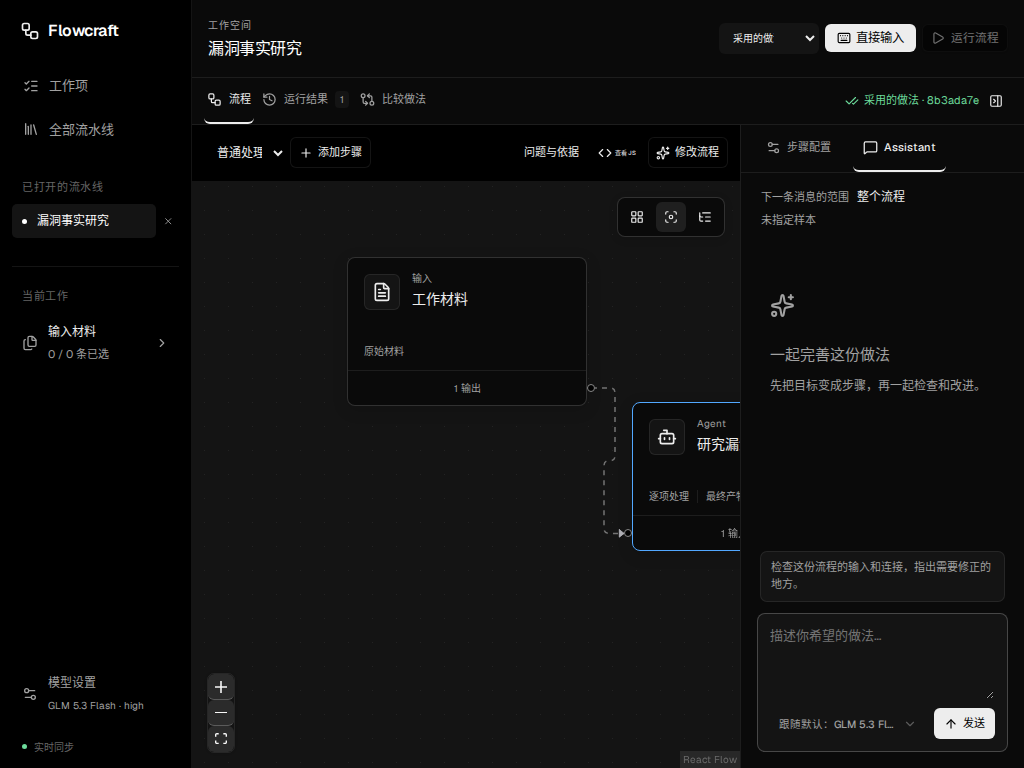 Flowcraft
工作项
全部流水线
已打开的流水线
漏洞事实研究
当前工作
输入材料
0 / 0 条已选
模型设置
GLM 5.3 Flash · high
实时同步
工作空间
漏洞事实研究
采用的做
直接输入
运行流程
流程
运行结果 1
比较做法
采用的做法 · 8b3ada7e
普通处理
添加步骤
问题与依据
查看JS
修改流程
输入
工作材料
原始材料
1 输出
Agent
研究漏
逐项处理
最终产
1 输
React Flow
步骤配置
Assistant
下一条消息的范围 整个流程
未指定样本
一起完善这份做法
先把目标变成步骤，再一起检查和改进。
检查这份流程的输入和连接，指出需要修正的
地方。
描述你希望的做法...
跟随默认：GLM 5.3 Fl...
发送